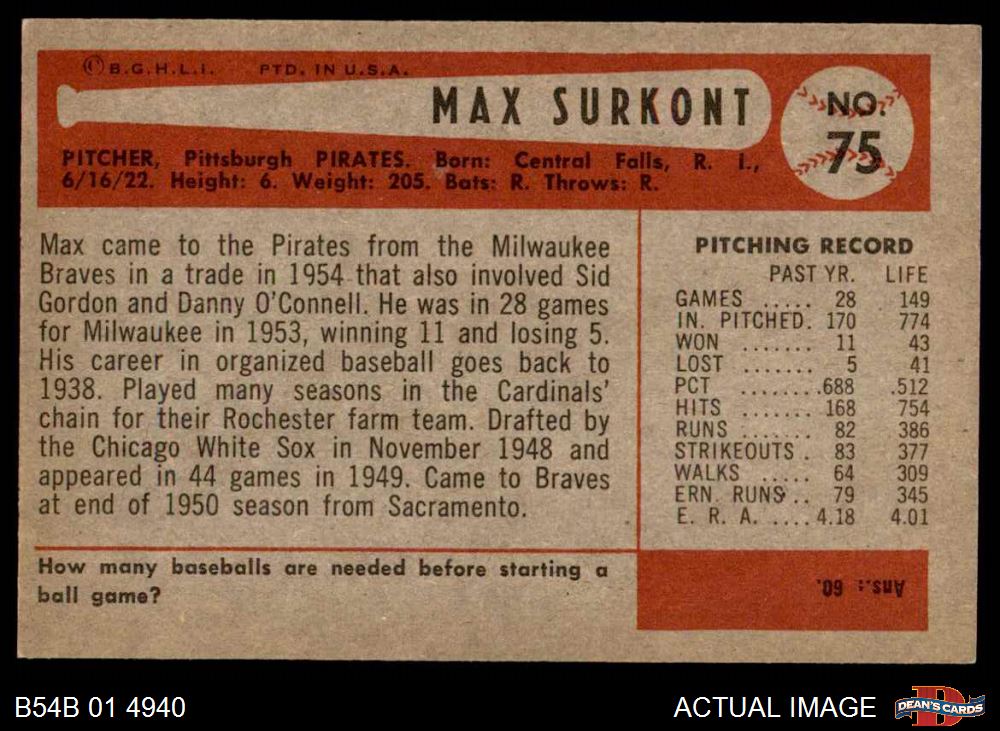 ©B.G.H.L.I. PTD. IN U.S.A.
MAX SURKONT
NO.
75
PITCHER, Pittsburgh PIRATES. Born: Central Falls, R. I.,
6/16/22. Height: 6. Weight: 205. Bats: R. Throws: R.
Max came to the Pirates from the Milwaukee
Braves in a trade in 1954 that also involved Sid
Gordon and Danny O'Connell. He was in 28 games
for Milwaukee in 1953, winning 11 and losing 5.
His career in organized baseball goes back to
1938. Played many seasons in the Cardinals'
chain for their Rochester farm team. Drafted by
the Chicago White Sox in November 1948 and
appeared in 44 games in 1949. Came to Braves
at end of 1950 season from Sacramento.
PITCHING RECORD
PAST YR. LIFE
GAMES ..... 28 149
IN. PITCHED. 170 774
WON ....... 11 43
LOST ....... 5 41
PCT ........688 .512
HITS .......168 754
RUNS ....... 82 386
STRIKEOUTS . 83 377
WALKS ..... 64 309
ERN. RUNS .. 79 345
E. R. A. ....4.18 4.01
How many baseballs are needed before starting a
ball game?
Ans.: 60.
B54B 01 4940
ACTUAL IMAGE
DEAN'S CARDS